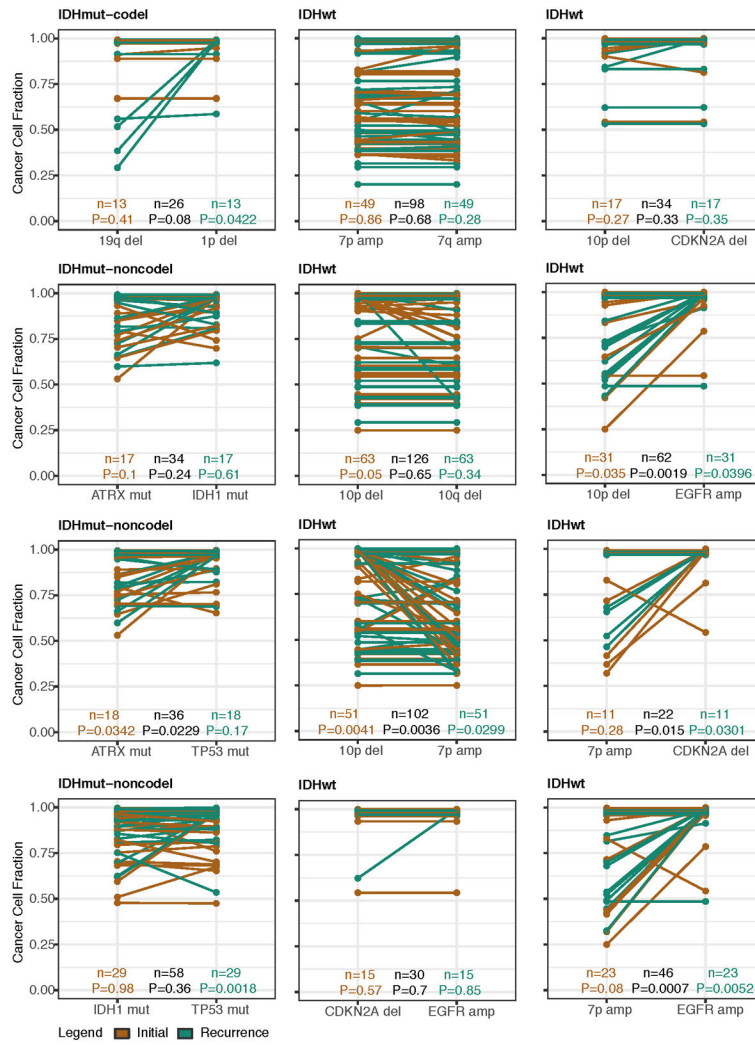 IDHmut−codel
IDHwt
IDHwt
Cancer Cell Fraction
1.00
0.75
0.50
0.25
0.00
n=13 n=26 n=13
P=0.41 P=0.08 P=0.0422
19q del 1p del
n=49 n=98 n=49
P=0.86 P=0.68 P=0.28
7p amp 7q amp
n=17 n=34 n=17
P=0.27 P=0.33 P=0.35
10p del CDKN2A del
IDHmut−noncodel
IDHwt
IDHwt
Cancer Cell Fraction
1.00
0.75
0.50
0.25
0.00
n=17 n=34 n=17
P=0.1 P=0.24 P=0.61
ATRX mut IDH1 mut
n=63 n=126 n=63
P=0.05 P=0.65 P=0.34
10p del 10q del
n=31 n=62 n=31
P=0.035 P=0.0019 P=0.0396
10p del EGFR amp
IDHmut−noncodel
IDHwt
IDHwt
Cancer Cell Fraction
1.00
0.75
0.50
0.25
0.00
n=18 n=36 n=18
P=0.0342 P=0.0229 P=0.17
ATRX mut TP53 mut
n=51 n=102 n=51
P=0.0041 P=0.0036 P=0.0299
10p del 7p amp
n=11 n=22 n=11
P=0.28 P=0.015 P=0.0301
7p amp CDKN2A del
IDHmut−noncodel
IDHwt
IDHwt
Cancer Cell Fraction
1.00
0.75
0.50
0.25
0.00
n=29 n=58 n=29
P=0.98 P=0.36 P=0.0018
IDH1 mut TP53 mut
n=15 n=30 n=15
P=0.57 P=0.7 P=0.85
CDKN2A del EGFR amp
n=23 n=46 n=23
P=0.08 P=0.0007 P=0.0052
7p amp EGFR amp
Legend Initial Recurrence